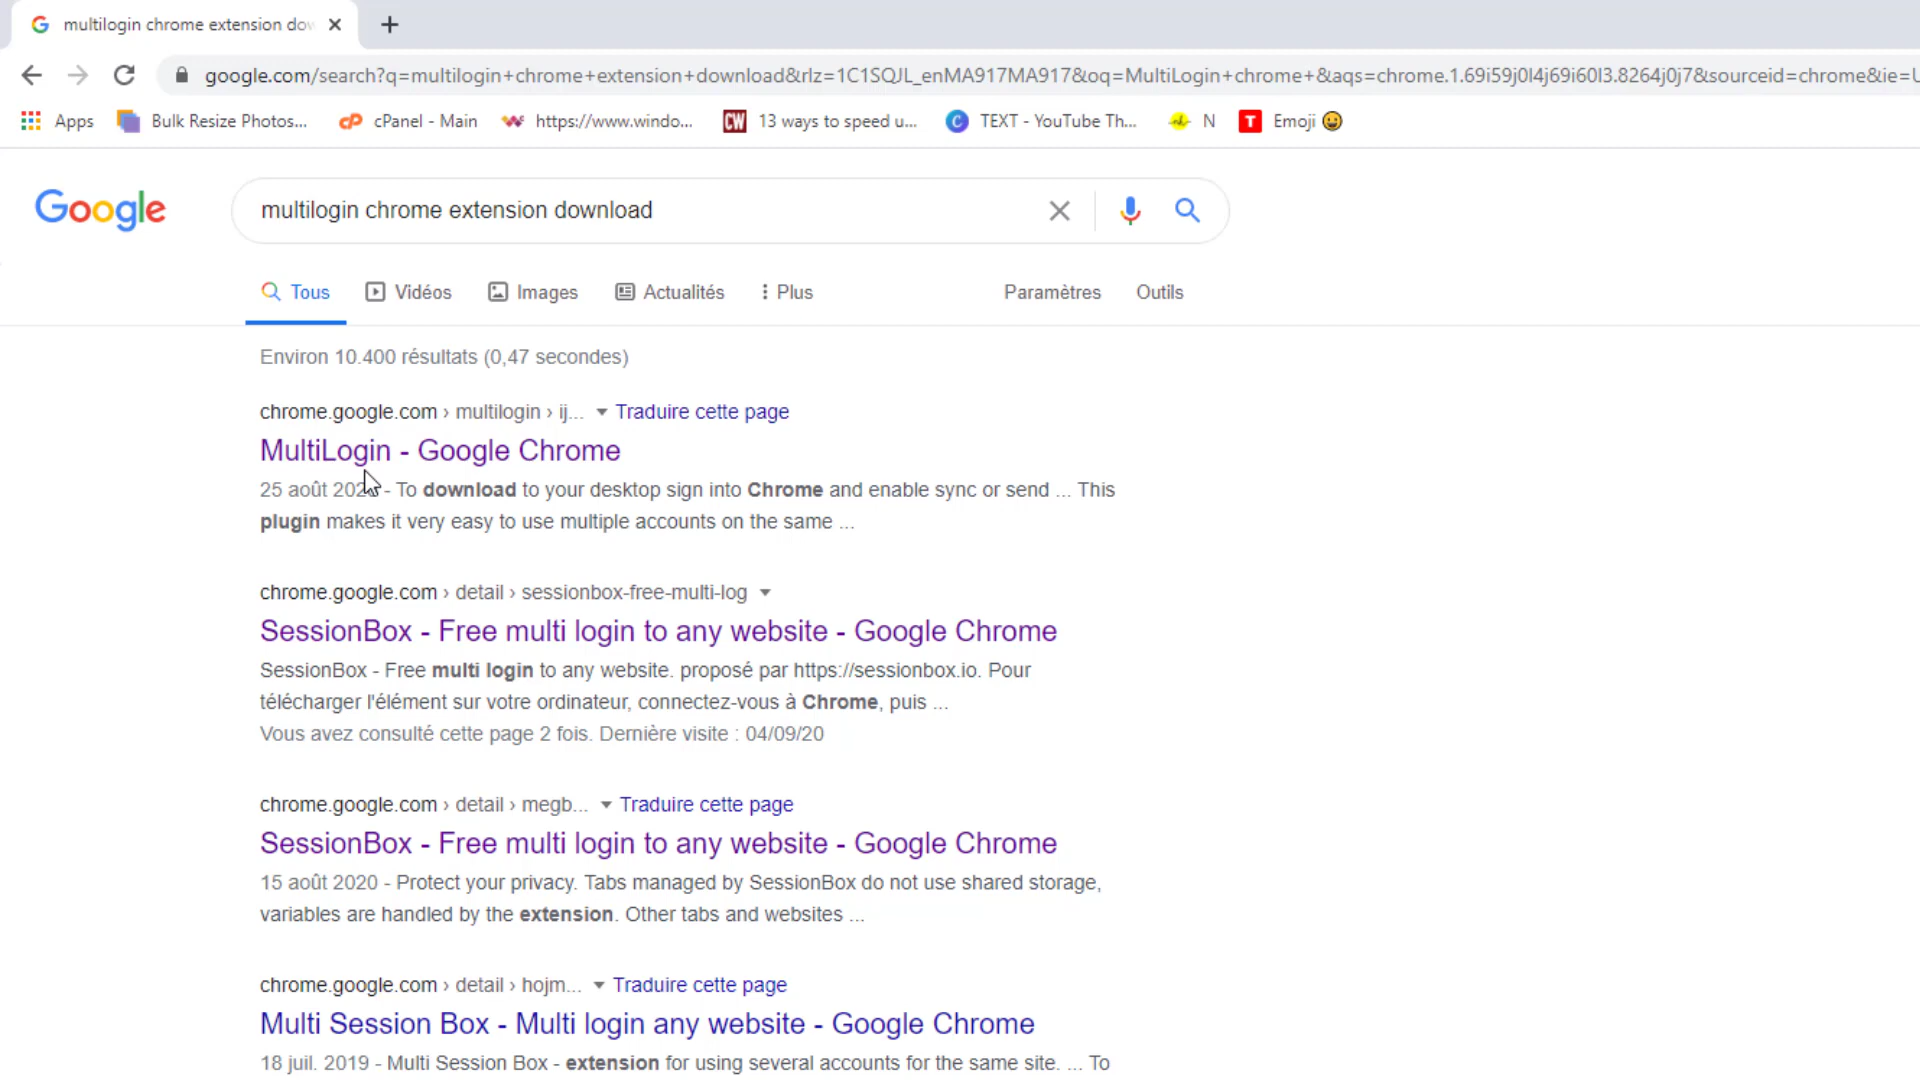 multilogin chrome extension dow
google.com/search?q=multilogin+chrome+extension+download&rlz=1C1SQJL_enMA917MA917&oq=MultiLogin+chrome+&aqs=chrome.1.69i59j0l4j69i60l3.8264j0j7&sourceid=chrome&ie=U
Apps Bulk Resize Photos... cPanel - Main https://www.windo... CW 13 ways to speed u... C TEXT - YouTube Th... N T Emoji 😀
Google multilogin chrome extension download
Tous Vidéos Images Actualités Plus Paramètres Outils
Environ 10.400 résultats (0,47 secondes)
chrome.google.com › multilogin › ij... Traduire cette page
MultiLogin - Google Chrome
25 août 202 - To download to your desktop sign into Chrome and enable sync or send ... This
plugin makes it very easy to use multiple accounts on the same ...
chrome.google.com › detail › sessionbox-free-multi-log
SessionBox - Free multi login to any website - Google Chrome
SessionBox - Free multi login to any website. proposé par https://sessionbox.io. Pour
télécharger l'élément sur votre ordinateur, connectez-vous à Chrome, puis ...
Vous avez consulté cette page 2 fois. Dernière visite : 04/09/20
chrome.google.com › detail › megb... Traduire cette page
SessionBox - Free multi login to any website - Google Chrome
15 août 2020 - Protect your privacy. Tabs managed by SessionBox do not use shared storage,
variables are handled by the extension. Other tabs and websites ...
chrome.google.com › detail › hojm... Traduire cette page
Multi Session Box - Multi login any website - Google Chrome
18 juil. 2019 - Multi Session Box - extension for using several accounts for the same site. ... To